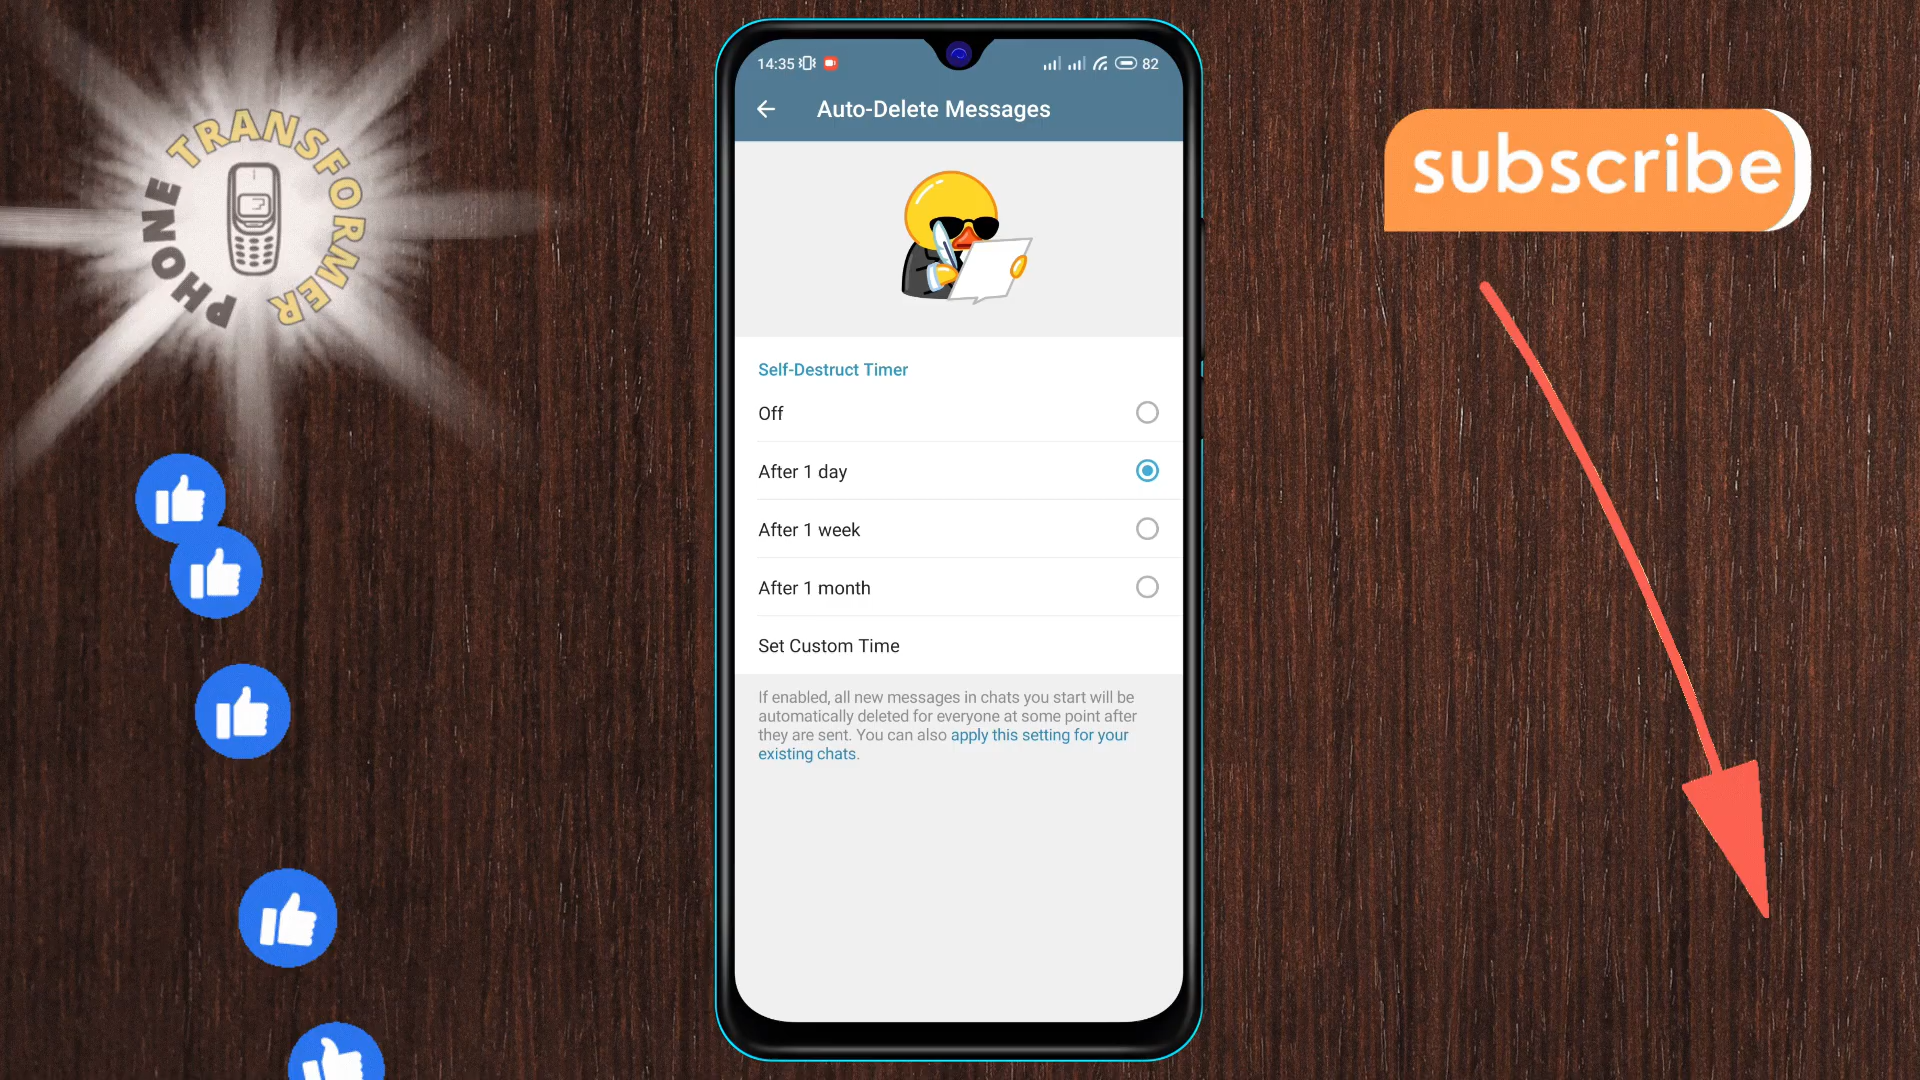 PHONE TRANSFORMER
14:35
82
Auto-Delete Messages
subscribe
Self-Destruct Timer
Off
After 1 day
After 1 week
After 1 month
Set Custom Time
If enabled, all new messages in chats you start will be
automatically deleted for everyone at some point after
they are sent. You can also apply this setting for your
existing chats.